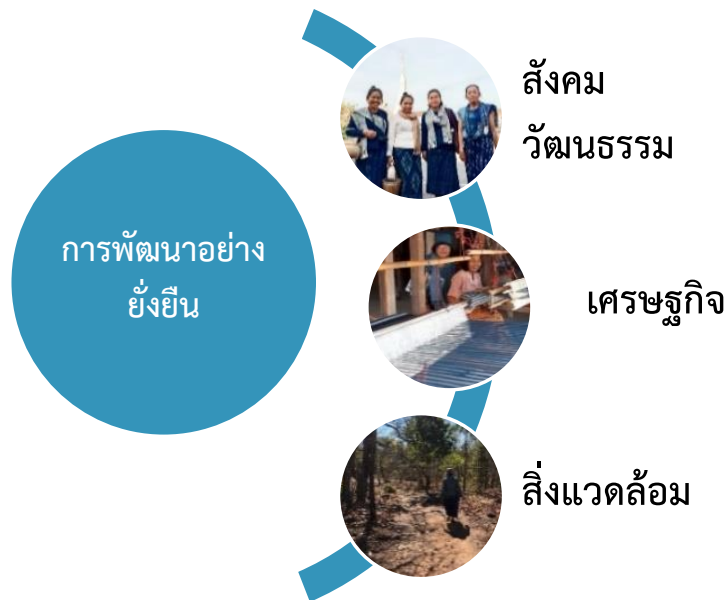 การพัฒนาอย่าง
ยั่งยืน
สังคม
วัฒนธรรม
เศรษฐกิจ
สิ่งแวดล้อม